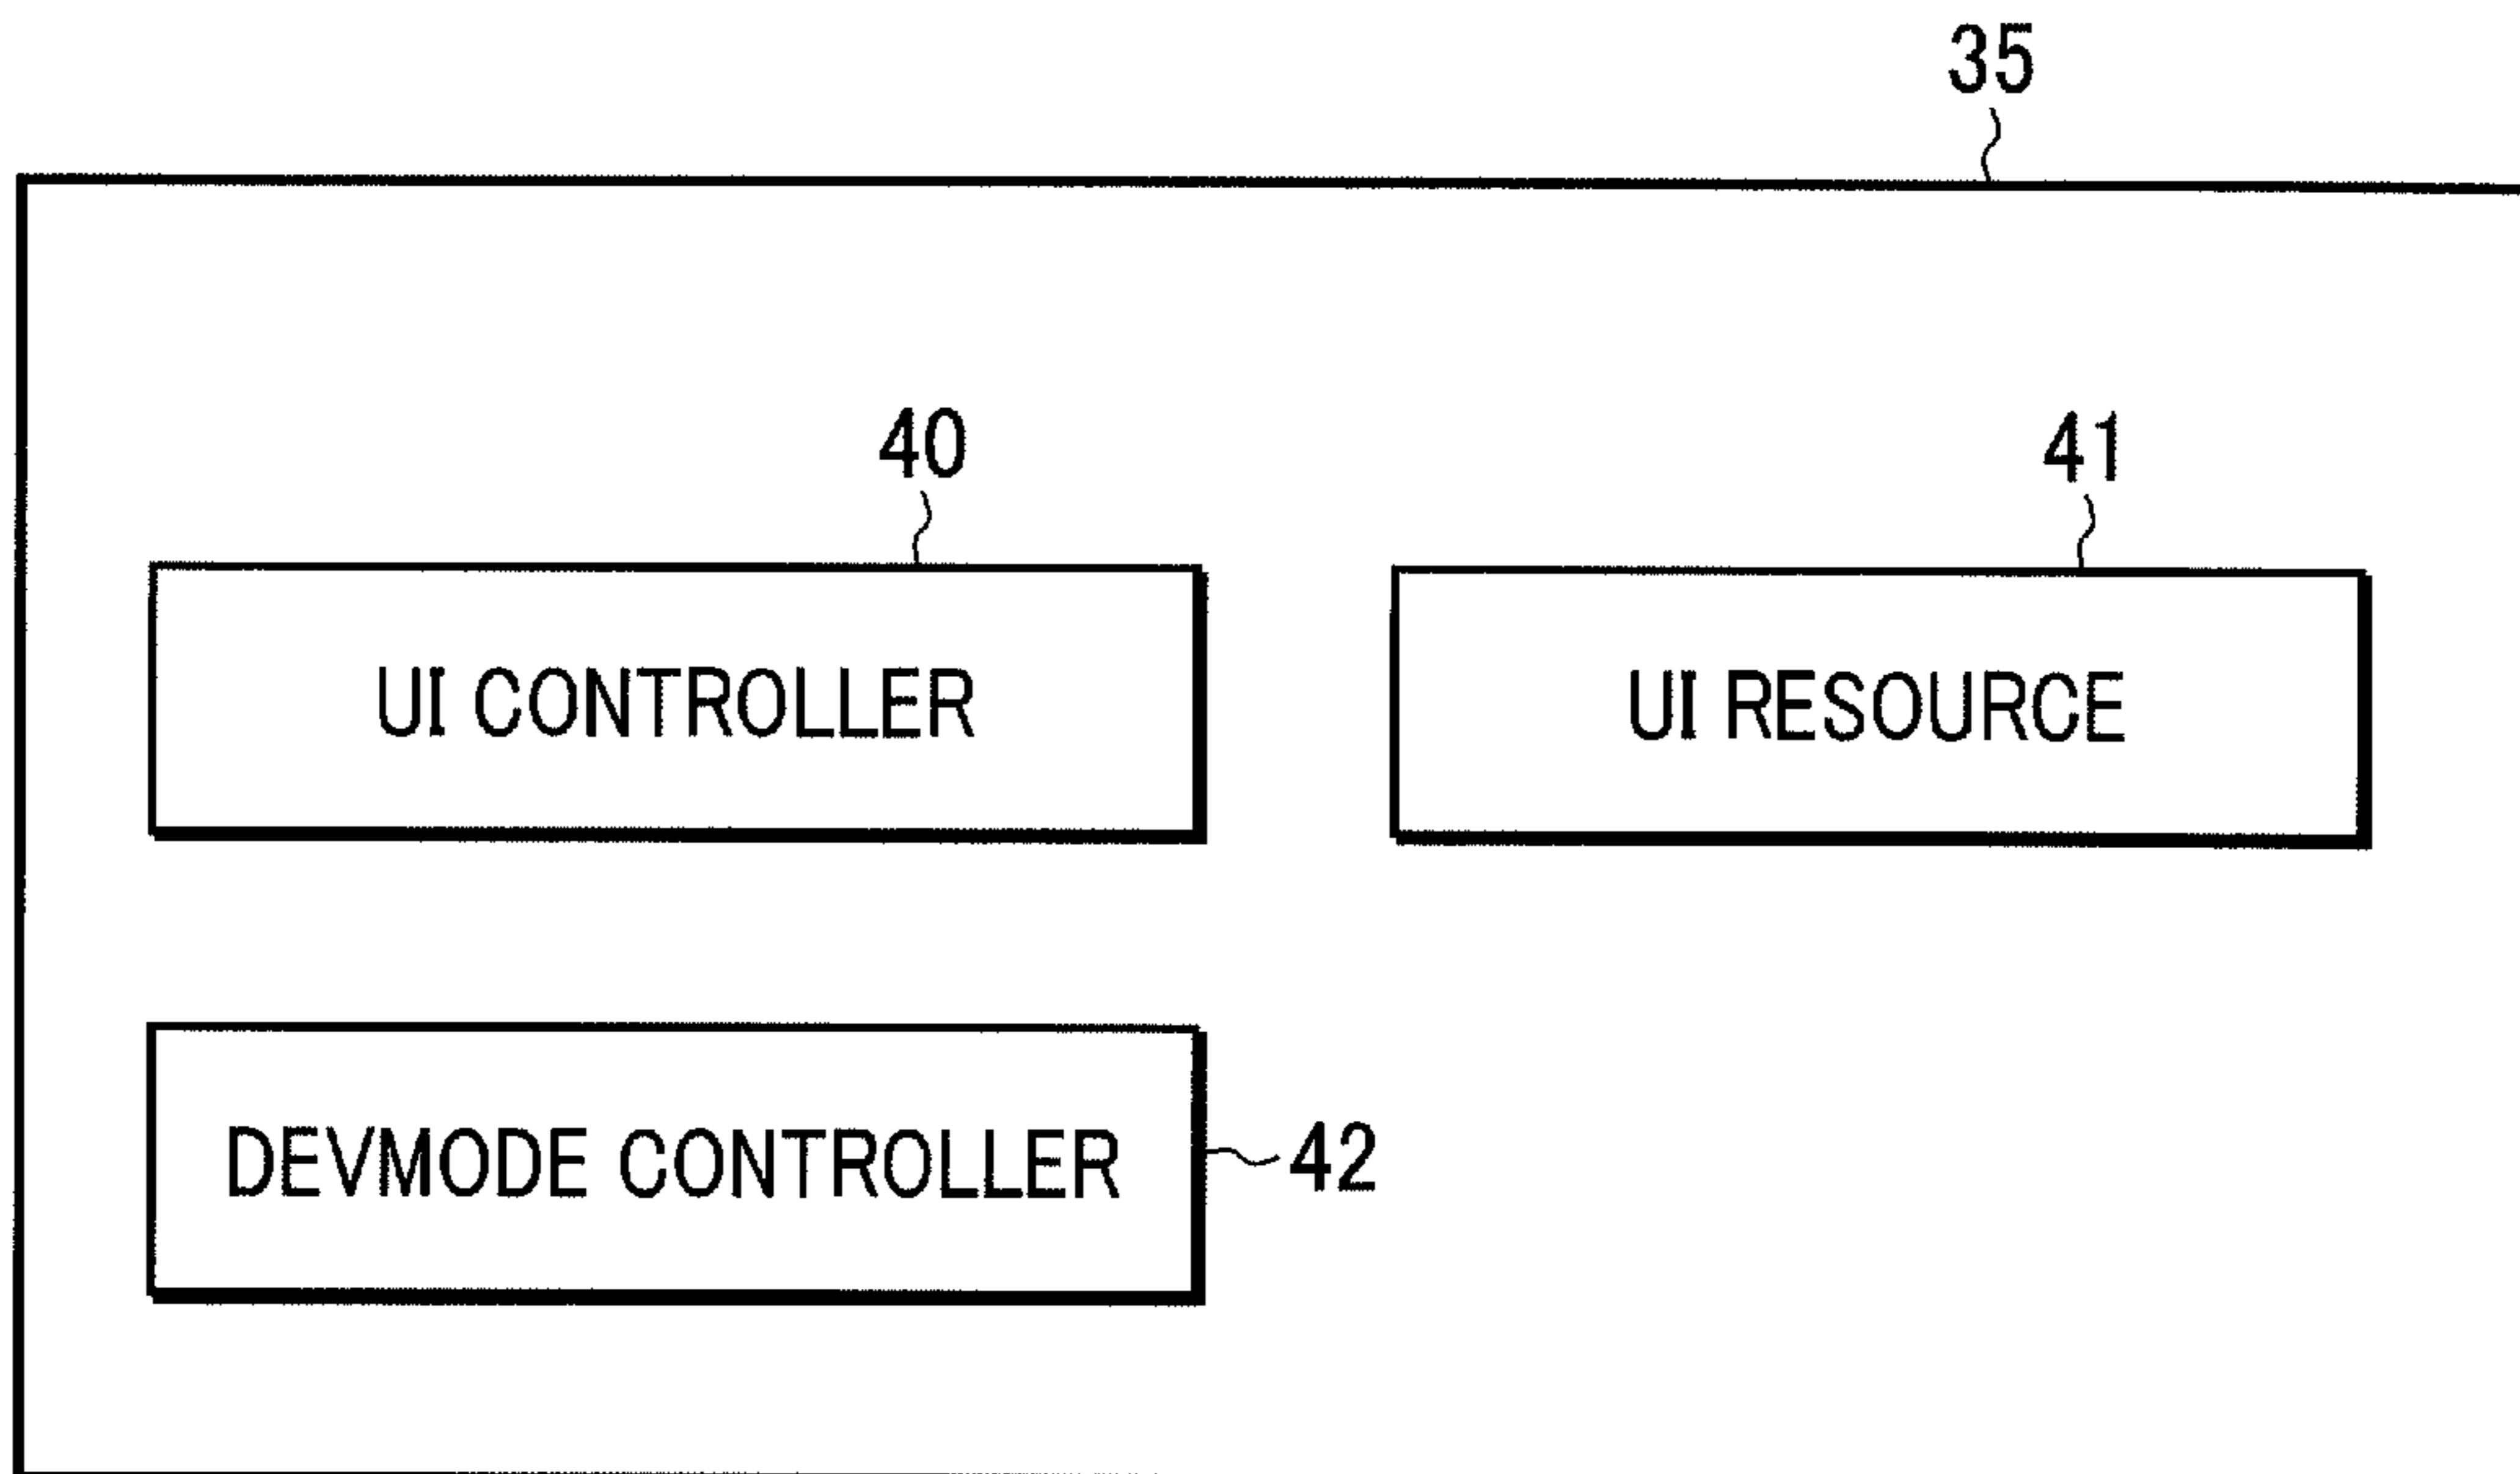 35
40
41
UI CONTROLLER
UI RESOURCE
DEVMODE CONTROLLER
42